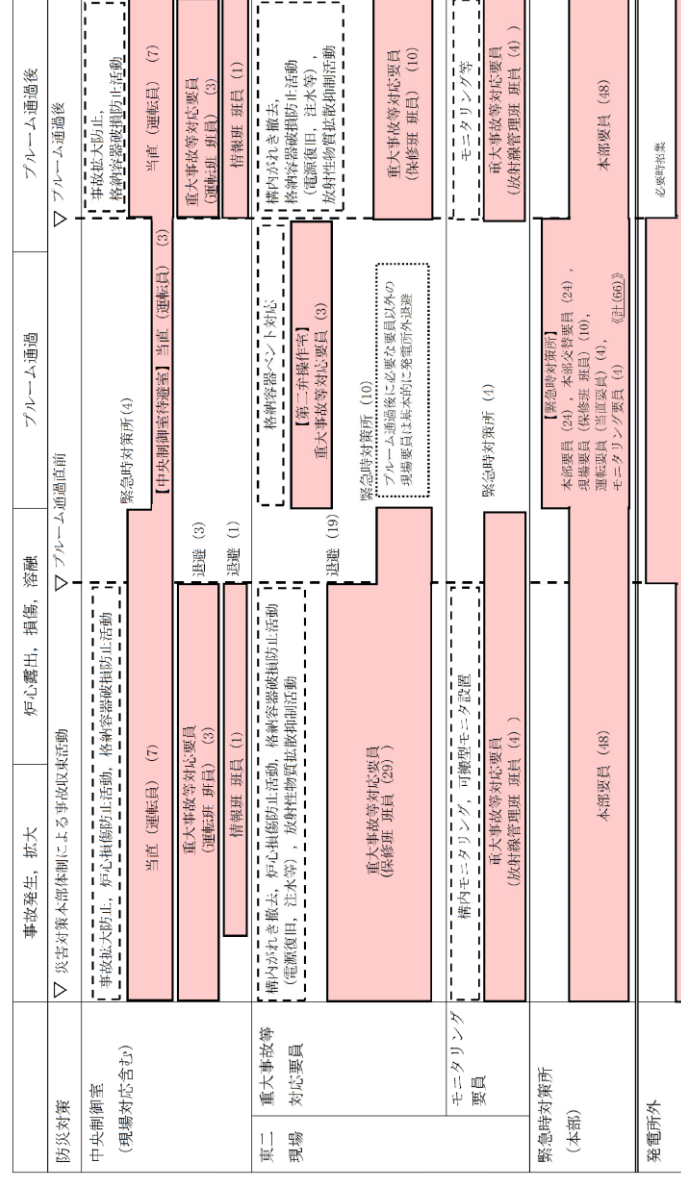 事故発生，拡大
炉心露出，損傷，溶融
プルーム通過
プルーム通過後
防災対策
▽ 災害対策本部体制による事故収束活動
▽ プルーム通過直前
▽ プルーム通過後
中央制御室
（現場対応含む）
事故拡大防止，炉心損傷防止活動，格納容器破損防止活動
当直（運転員）(7)
緊急時対策所(4)
【中央制御室待避室】当直（運転員）(3)
事故拡大防止，
格納容器破損防止活動
当直（運転員）(7)
重大事故等対応要員
（運転班 班員）(3)
退避 (3)
重大事故等対応要員
（運転班 班員）(3)
情報班 班員 (1)
退避 (1)
情報班 班員 (1)
東二
現場
重大事故等
対応要員
構内がれき撤去，炉心損傷防止活動，格納容器破損防止活動
（電源復旧，注水等），放射性物質拡散抑制活動
格納容器ベント対応
【第二弁操作室】
重大事故等対応要員 (3)
構内がれき撤去，
格納容器破損防止活動
（電源復旧，注水等），
放射性物質拡散抑制活動
重大事故等対応要員
（保修班 班員(29)）
退避 (19)
緊急時対策所 (10)
プルーム通過後に必要な要員以外の
現場要員は基本的に発電所外退避
重大事故等対応要員
（保修班 班員）(10)
モニタリング
要員
構内モニタリング，可搬型モニタ設置
モニタリング等
重大事故等対応要員
（放射線管理班 班員(4)）
緊急時対策所 (4)
重大事故等対応要員
（放射線管理班 班員(4)）
緊急時対策所
（本部）
本部要員 (48)
【緊急時対策所】
本部要員 (24)，本部交替要員 (24)，
現場要員（保修班 班員）(10)，
運転要員（当直要員）(4)，
モニタリング要員 (4) 《計(66)》
本部要員 (48)
発電所外
必要時招集